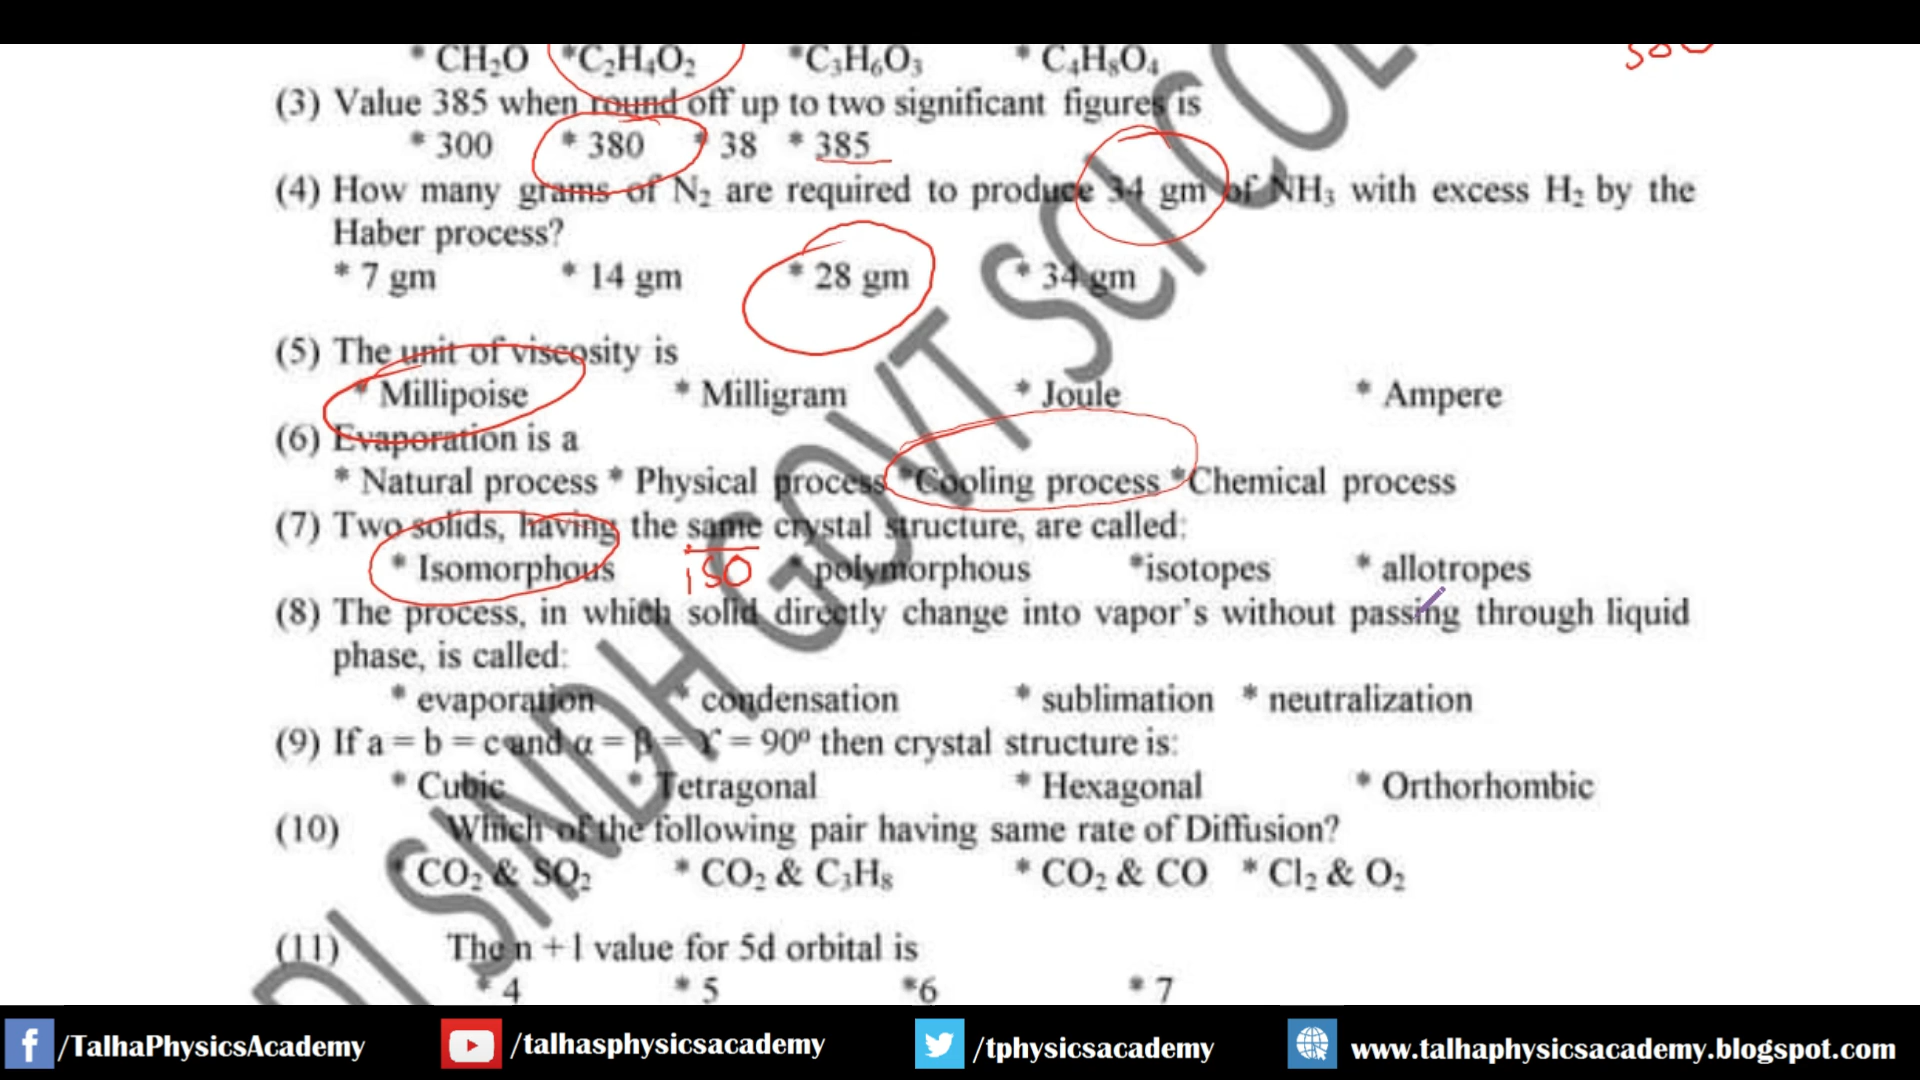 * CH₂O *C₂H₄O₂ *C₃H₆O₃ * C₄H₈O₄
(3) Value 385 when round off up to two significant figures is
* 300 * 380 * 38 * 385
(4) How many grams of N₂ are required to produce 34 gm of NH₃ with excess H₂ by the
Haber process?
* 7 gm * 14 gm * 28 gm * 34 gm
(5) The unit of viscosity is
* Millipoise * Milligram * Joule * Ampere
(6) Evaporation is a
* Natural process * Physical process *Cooling process *Chemical process
(7) Two solids, having the same crystal structure, are called:
* Isomorphous iso * polymorphous *isotopes * allotropes
(8) The process, in which solid directly change into vapor's without passing through liquid
phase, is called:
* evaporation * condensation * sublimation * neutralization
(9) If a = b = c and α = β = ϒ = 90º then crystal structure is:
* Cubic * Tetragonal * Hexagonal * Orthorhombic
(10) Which of the following pair having same rate of Diffusion?
* CO₂ & SO₂ * CO₂ & C₃H₈ * CO₂ & CO * Cl₂ & O₂
(11) The n + l value for 5d orbital is
* 4 * 5 *6 * 7
SINDH GOVT SCI COL
/TalhaPhysicsAcademy /talhasphysicsacademy /tphysicsacademy www.talhaphysicsacademy.blogspot.com